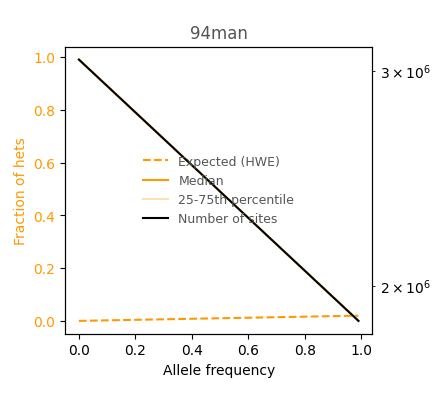 94man
1.0
0.8
0.6
0.4
0.2
0.0
Fraction of hets
Expected (HWE)
Median
25-75th percentile
Number of sites
3 × 10⁶
2 × 10⁶
0.0 0.2 0.4 0.6 0.8 1.0
Allele frequency